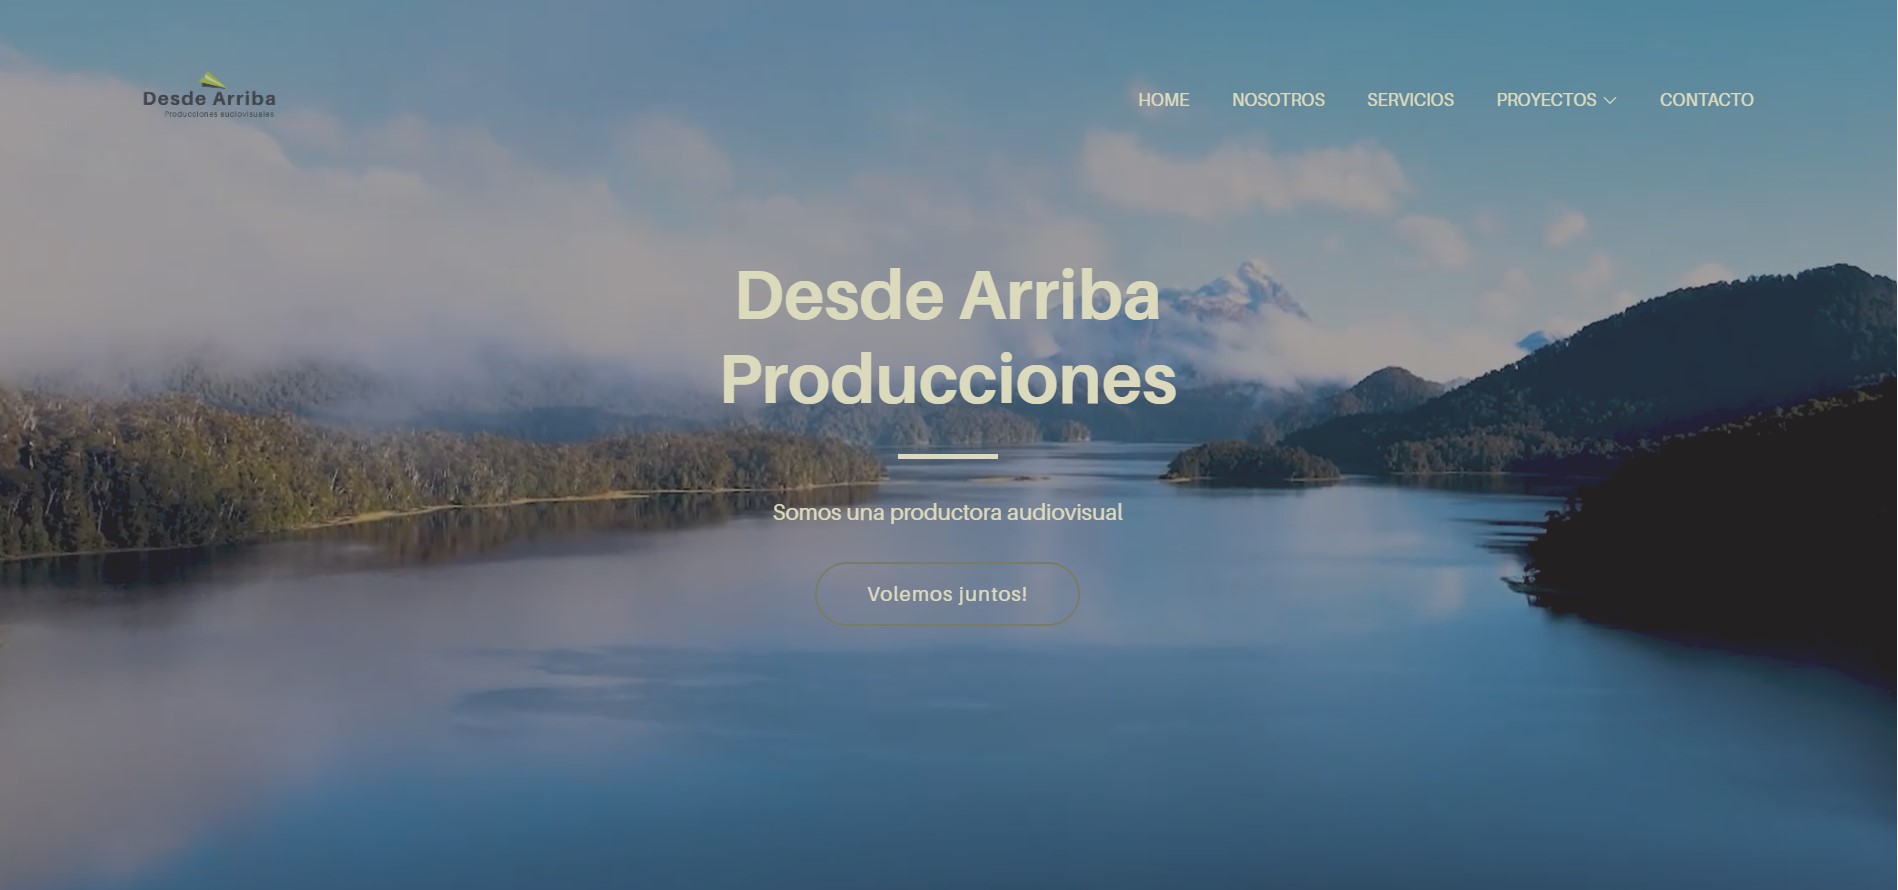 Desde Arriba
Producciones audiovisuales
HOME
NOSOTROS
SERVICIOS
PROYECTOS
CONTACTO
Desde Arriba
Producciones
Somos una productora audiovisual
Volemos juntos!